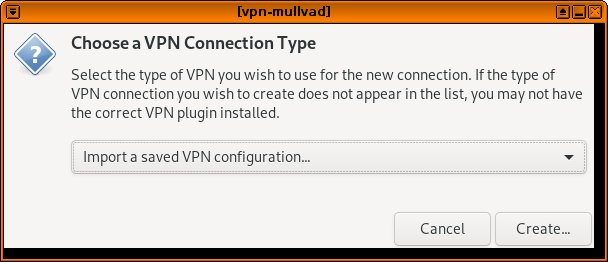 [vpn-mullvad]
Choose a VPN Connection Type
Select the type of VPN you wish to use for the new connection. If the type of
VPN connection you wish to create does not appear in the list, you may not have
the correct VPN plugin installed.
Import a saved VPN configuration...
Cancel
Create...